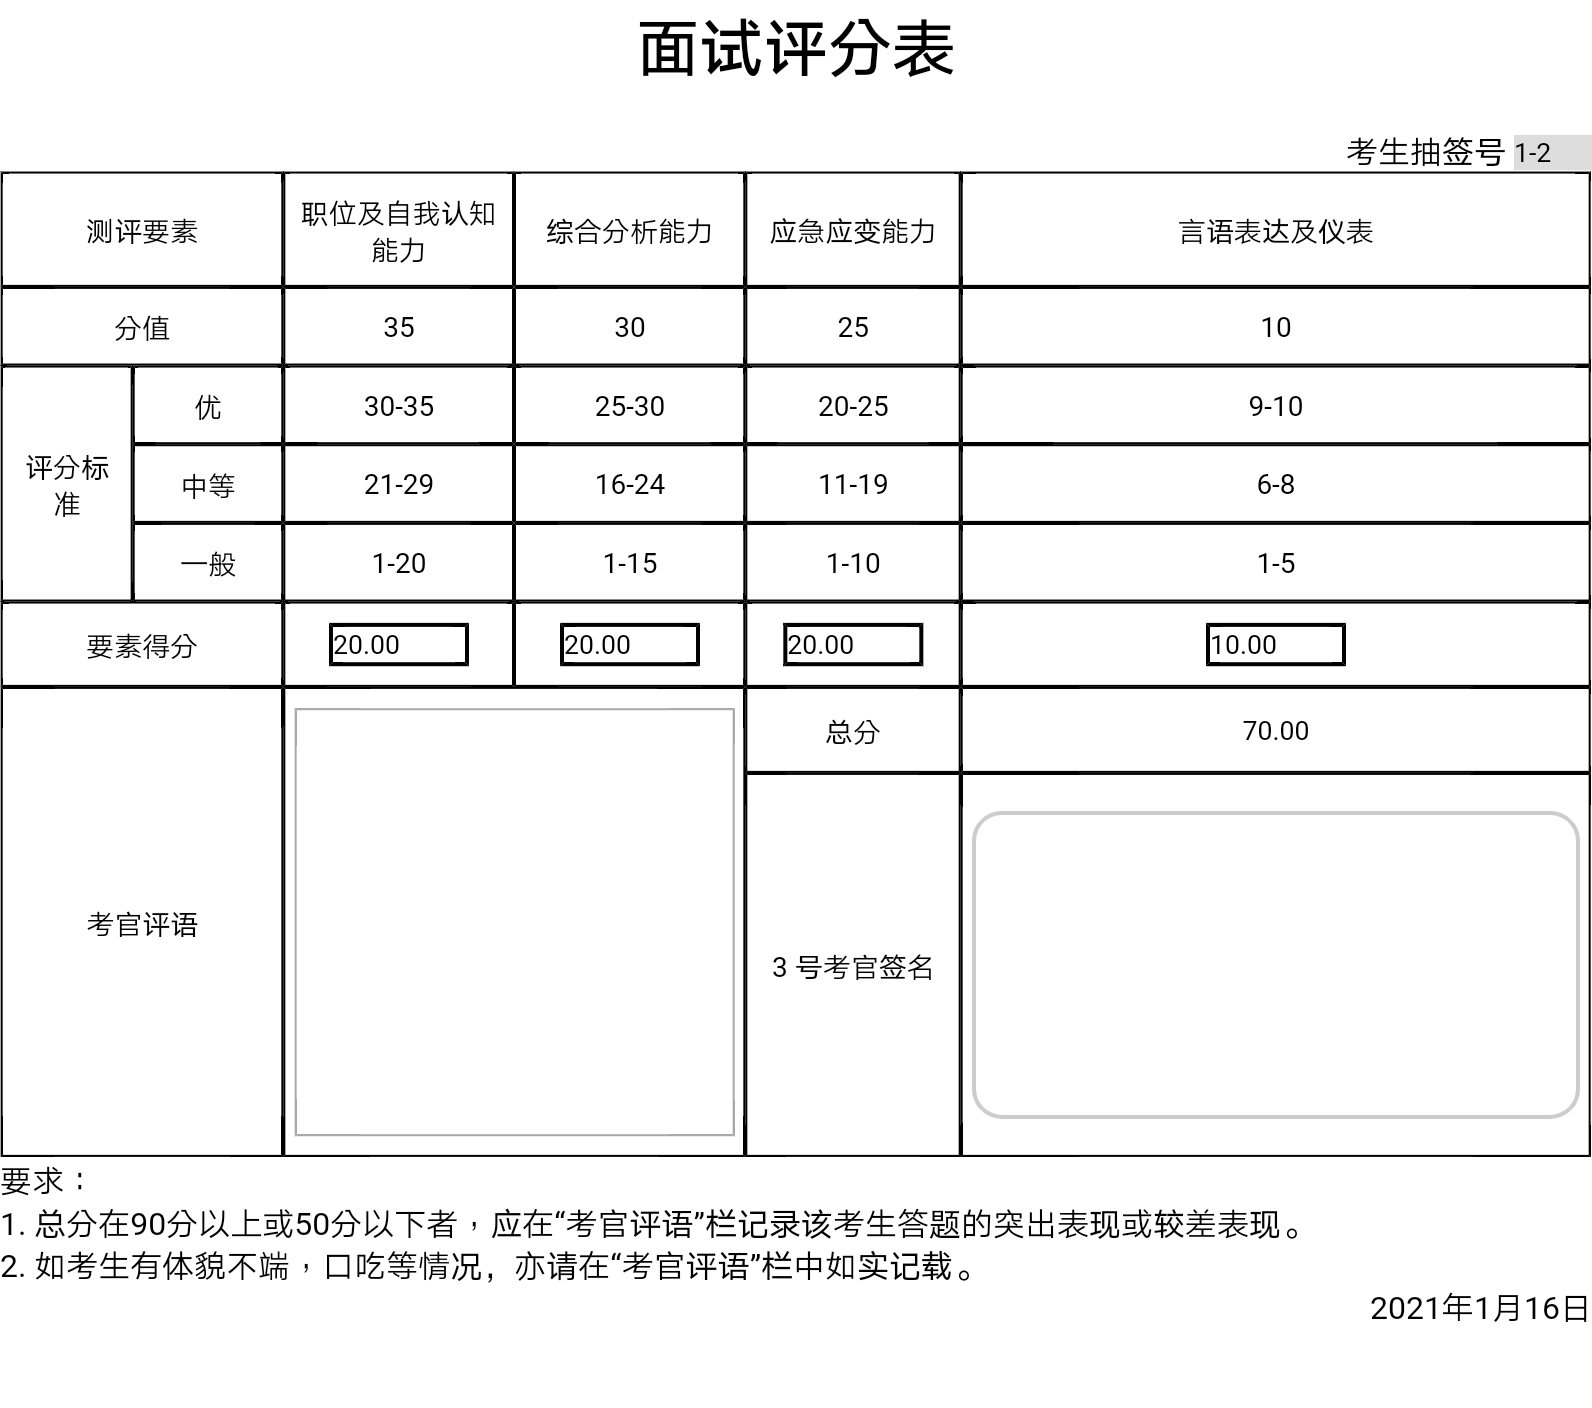 面试评分表
考生抽签号 1-2
测评要素
职位及自我认知
能力
综合分析能力
应急应变能力
言语表达及仪表
分值
35
30
25
10
评分标
准
优
30-35
25-30
20-25
9-10
中等
21-29
16-24
11-19
6-8
一般
1-20
1-15
1-10
1-5
要素得分
20.00
20.00
20.00
10.00
考官评语
总分
70.00
3 号考官签名
要求：
1. 总分在90分以上或50分以下者，应在“考官评语”栏记录该考生答题的突出表现或较差表现。
2. 如考生有体貌不端，口吃等情况，亦请在“考官评语”栏中如实记载。
2021年1月16日